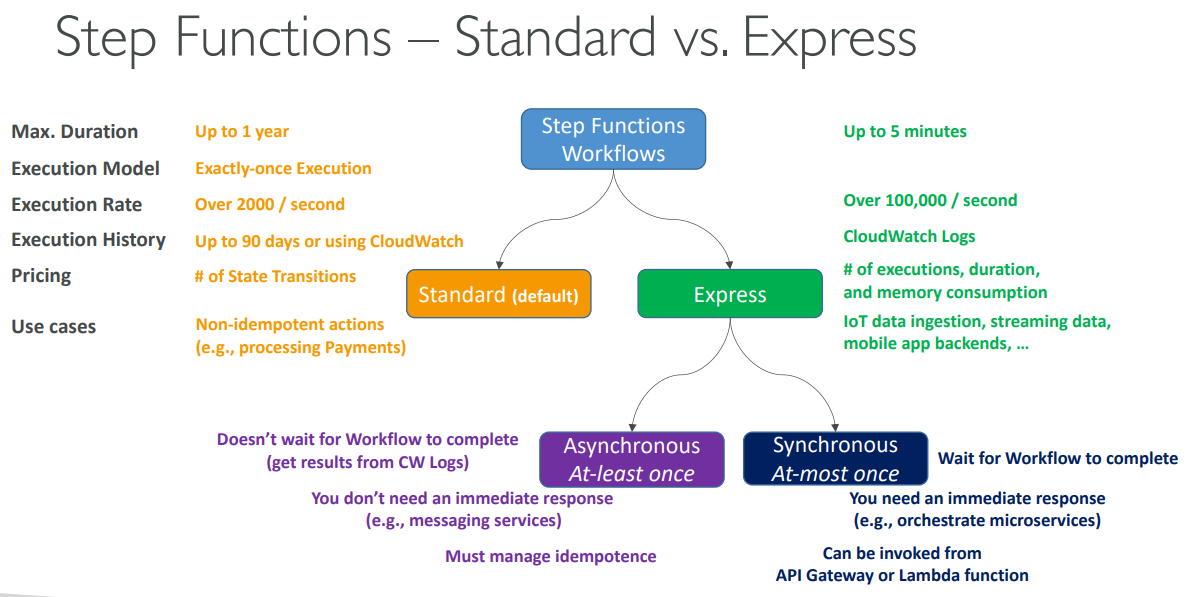 Step Functions – Standard vs. Express
Max. Duration
Up to 1 year
Step Functions
Workflows
Up to 5 minutes
Execution Model
Exactly-once Execution
Execution Rate
Over 2000 / second
Over 100,000 / second
Execution History
Up to 90 days or using CloudWatch
CloudWatch Logs
Pricing
# of State Transitions
Standard (default)
Express
# of executions, duration,
and memory consumption
Use cases
Non-idempotent actions
(e.g., processing Payments)
IoT data ingestion, streaming data,
mobile app backends, ...
Doesn't wait for Workflow to complete
(get results from CW Logs)
Asynchronous
At-least once
Synchronous
At-most once
Wait for Workflow to complete
You don't need an immediate response
(e.g., messaging services)
You need an immediate response
(e.g., orchestrate microservices)
Must manage idempotence
Can be invoked from
API Gateway or Lambda function